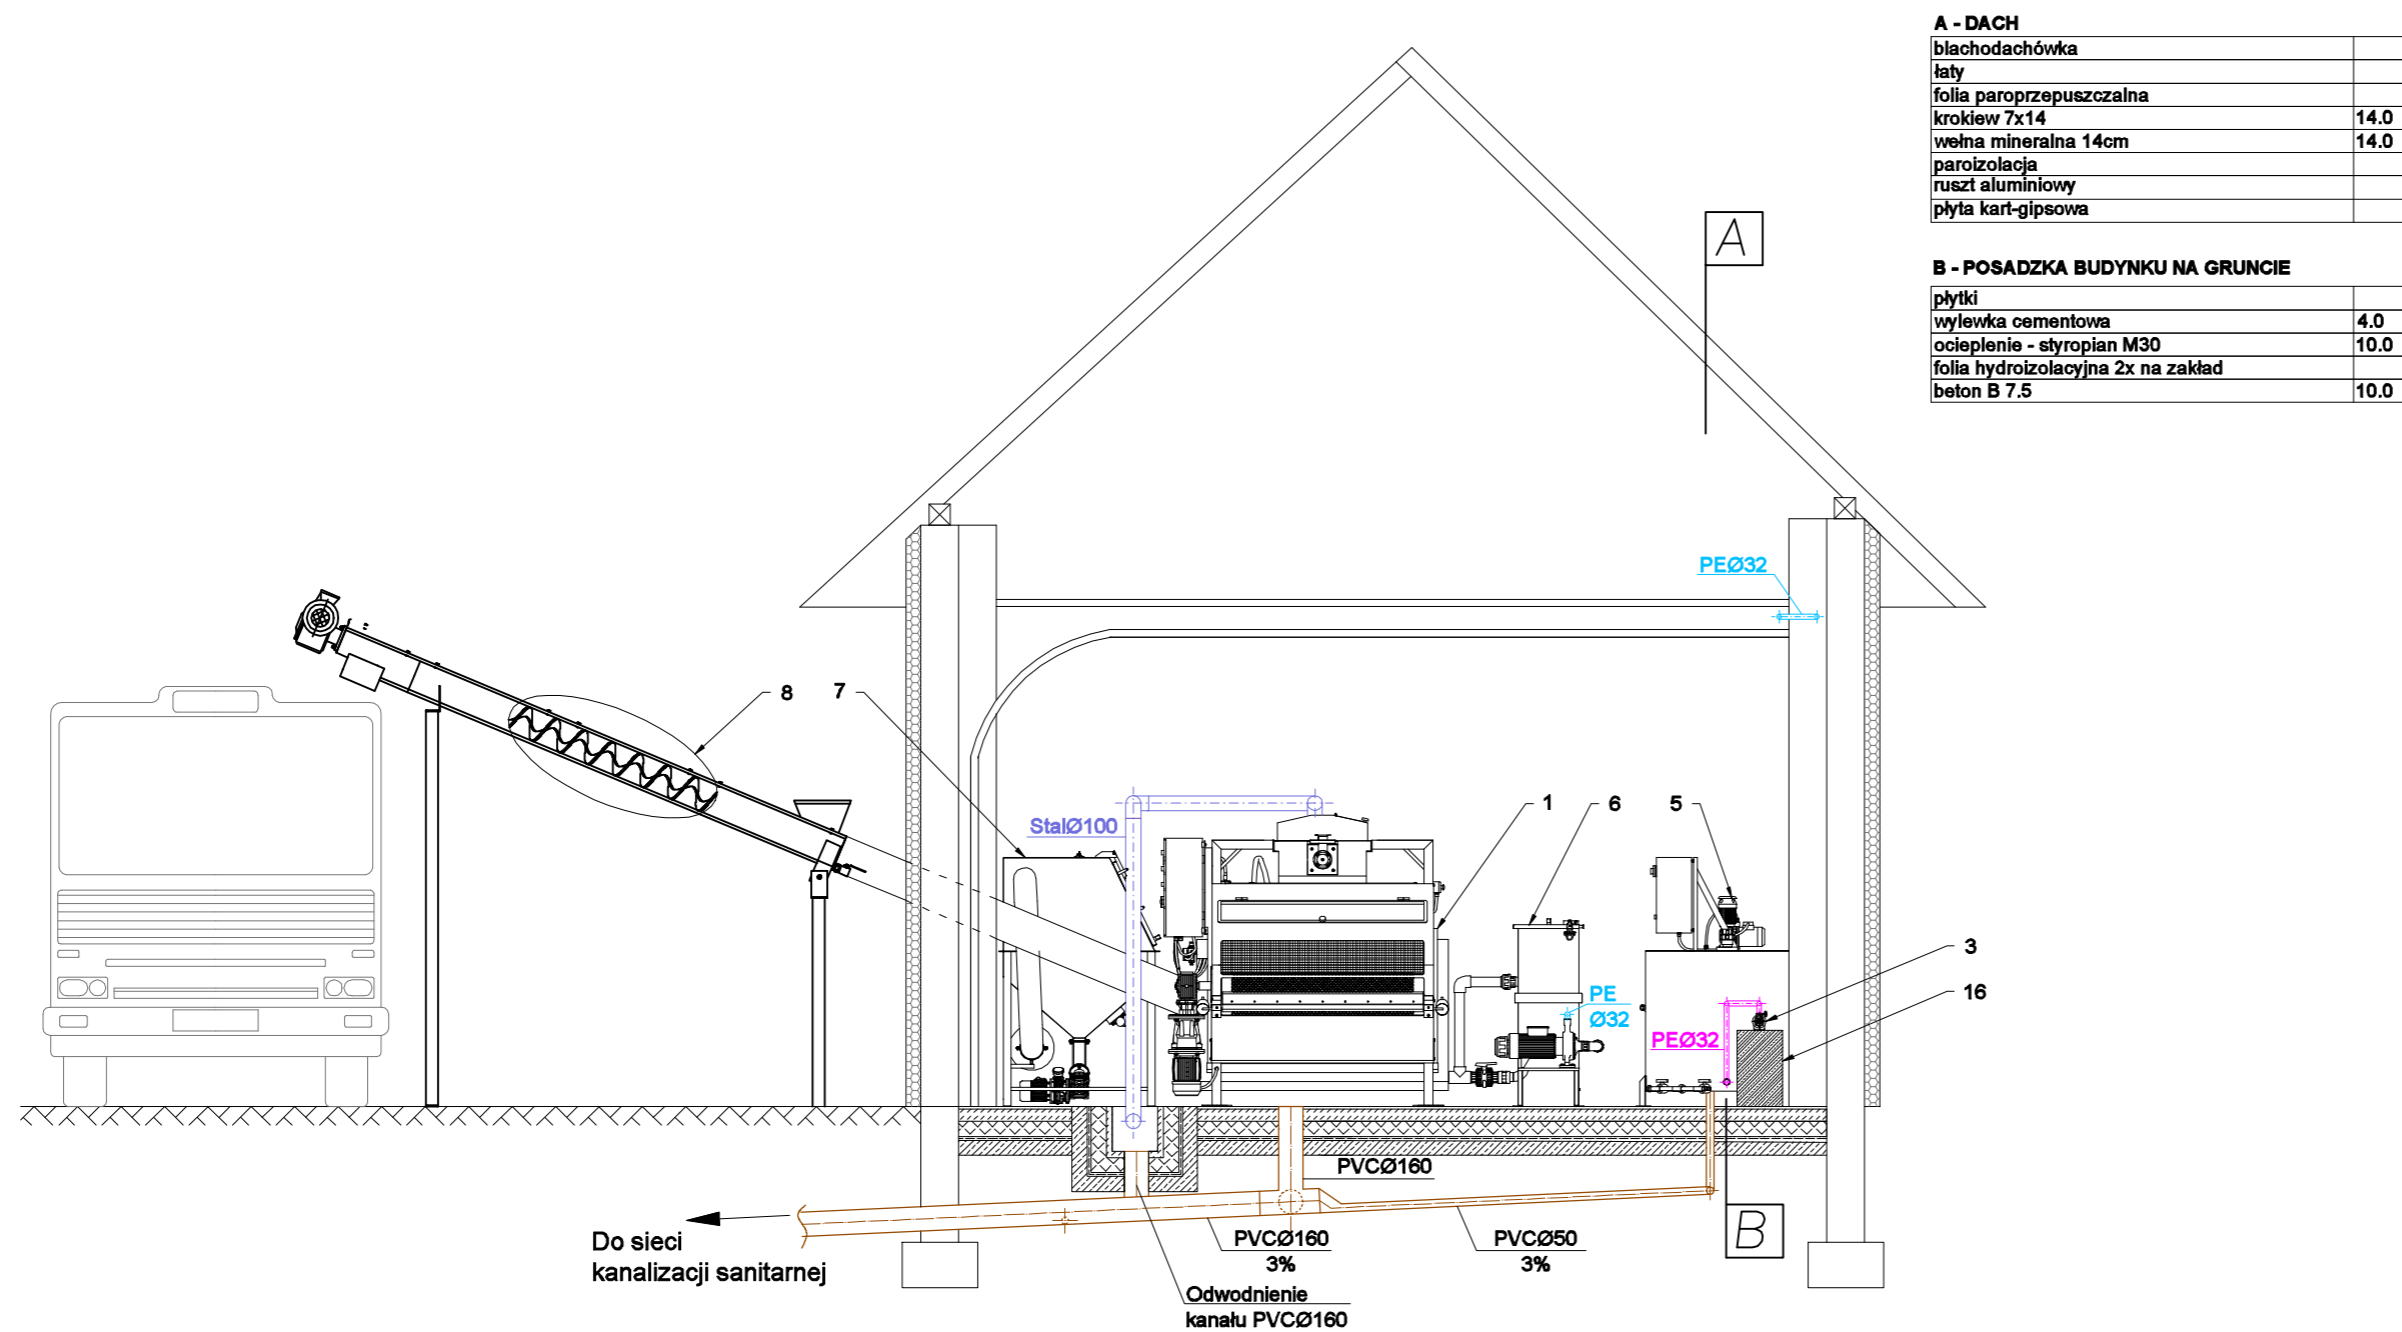 A - DACH
blachodachówka
łaty
folia paroprzepuszczalna
krokiew 7x14 14.0
wełna mineralna 14cm 14.0
paroizolacja
ruszt aluminiowy
płyta kart-gipsowa
A
B - POSADZKA BUDYNKU NA GRUNCIE
płytki
wylewka cementowa 4.0
ocieplenie - styropian M30 10.0
folia hydroizolacyjna 2x na zakład
beton B 7.5 10.0
PEØ32
8 7
1 6 5
StalØ100
3
16
PE
Ø32
PEØ32
PVCØ160
Do sieci
kanalizacji sanitarnej
PVCØ160
3%
PVCØ50
3%
B
Odwodnienie
kanału PVCØ160